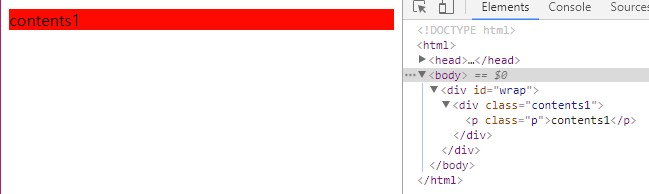 contents1
Elements Console Sources
<!DOCTYPE html>
<html>
▶<head>…</head>
…▼<body> == $0
▼<div id="wrap">
▼<div class="contents1">
<p class="p">contents1</p>
</div>
</div>
</body>
</html>